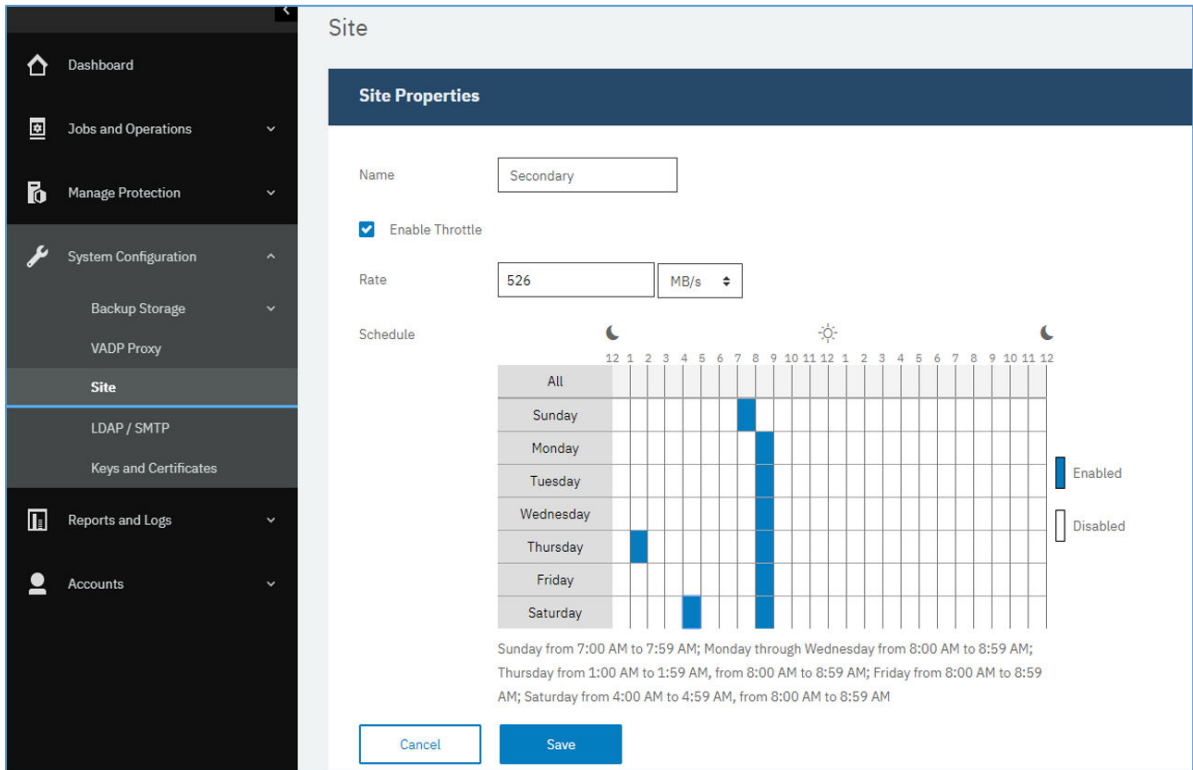 Site
Dashboard
Jobs and Operations
Manage Protection
System Configuration
Backup Storage
VADP Proxy
Site
LDAP / SMTP
Keys and Certificates
Reports and Logs
Accounts
Site Properties
Name
Secondary
Enable Throttle
Rate
526
MB/s
Schedule
12 1 2 3 4 5 6 7 8 9 10 11 12 1 2 3 4 5 6 7 8 9 10 11 12
All
Sunday
Monday
Tuesday
Wednesday
Thursday
Friday
Saturday
Enabled
Disabled
Sunday from 7:00 AM to 7:59 AM; Monday through Wednesday from 8:00 AM to 8:59 AM;
Thursday from 1:00 AM to 1:59 AM, from 8:00 AM to 8:59 AM; Friday from 8:00 AM to 8:59
AM; Saturday from 4:00 AM to 4:59 AM, from 8:00 AM to 8:59 AM
Cancel
Save